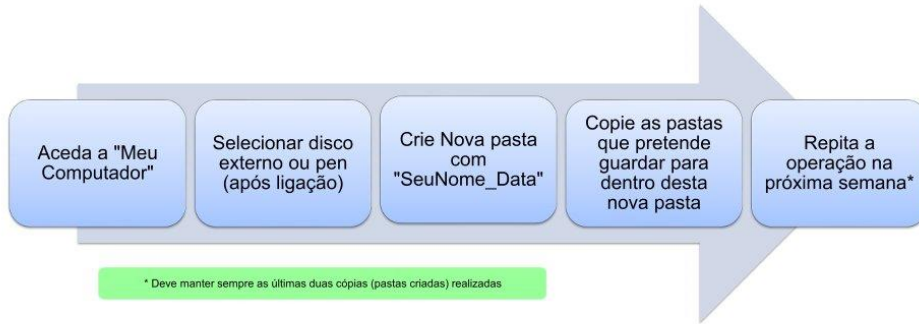 Aceda a "Meu
Computador"
Selecionar disco
externo ou pen
(após ligação)
Crie Nova pasta
com
"SeuNome_Data"
Copie as pastas
que pretende
guardar para
dentro desta
nova pasta
Repita a
operação na
próxima semana*
* Deve manter sempre as últimas duas cópias (pastas criadas) realizadas